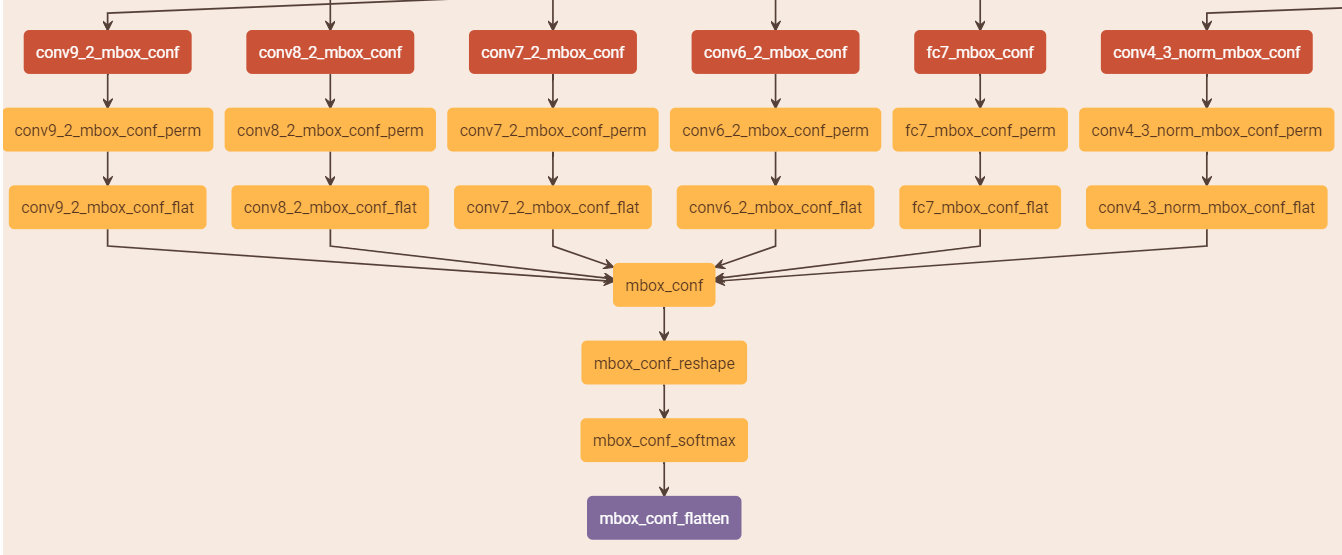 conv9_2_mbox_conf
conv8_2_mbox_conf
conv7_2_mbox_conf
conv6_2_mbox_conf
fc7_mbox_conf
conv4_3_norm_mbox_conf
conv9_2_mbox_conf_perm
conv8_2_mbox_conf_perm
conv7_2_mbox_conf_perm
conv6_2_mbox_conf_perm
fc7_mbox_conf_perm
conv4_3_norm_mbox_conf_perm
conv9_2_mbox_conf_flat
conv8_2_mbox_conf_flat
conv7_2_mbox_conf_flat
conv6_2_mbox_conf_flat
fc7_mbox_conf_flat
conv4_3_norm_mbox_conf_flat
mbox_conf
mbox_conf_reshape
mbox_conf_softmax
mbox_conf_flatten